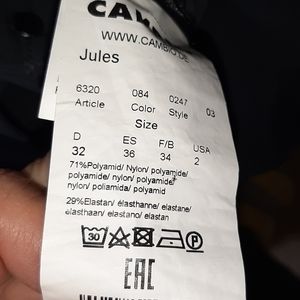 WWW.CAMBIO.DE
Jules
6320 084 0247 03
Article Color Style
Size
D ES F/B USA
32 36 34 2
71%Polyamid/ Nylon/ polyamide/
polyamide/ nylon/ polyamide/
nylon/ poliamida/ polyamid
29%Elastan/ élasthanne/ elastane/
elasthaan/ elastano/ elastan
30 P
EAC